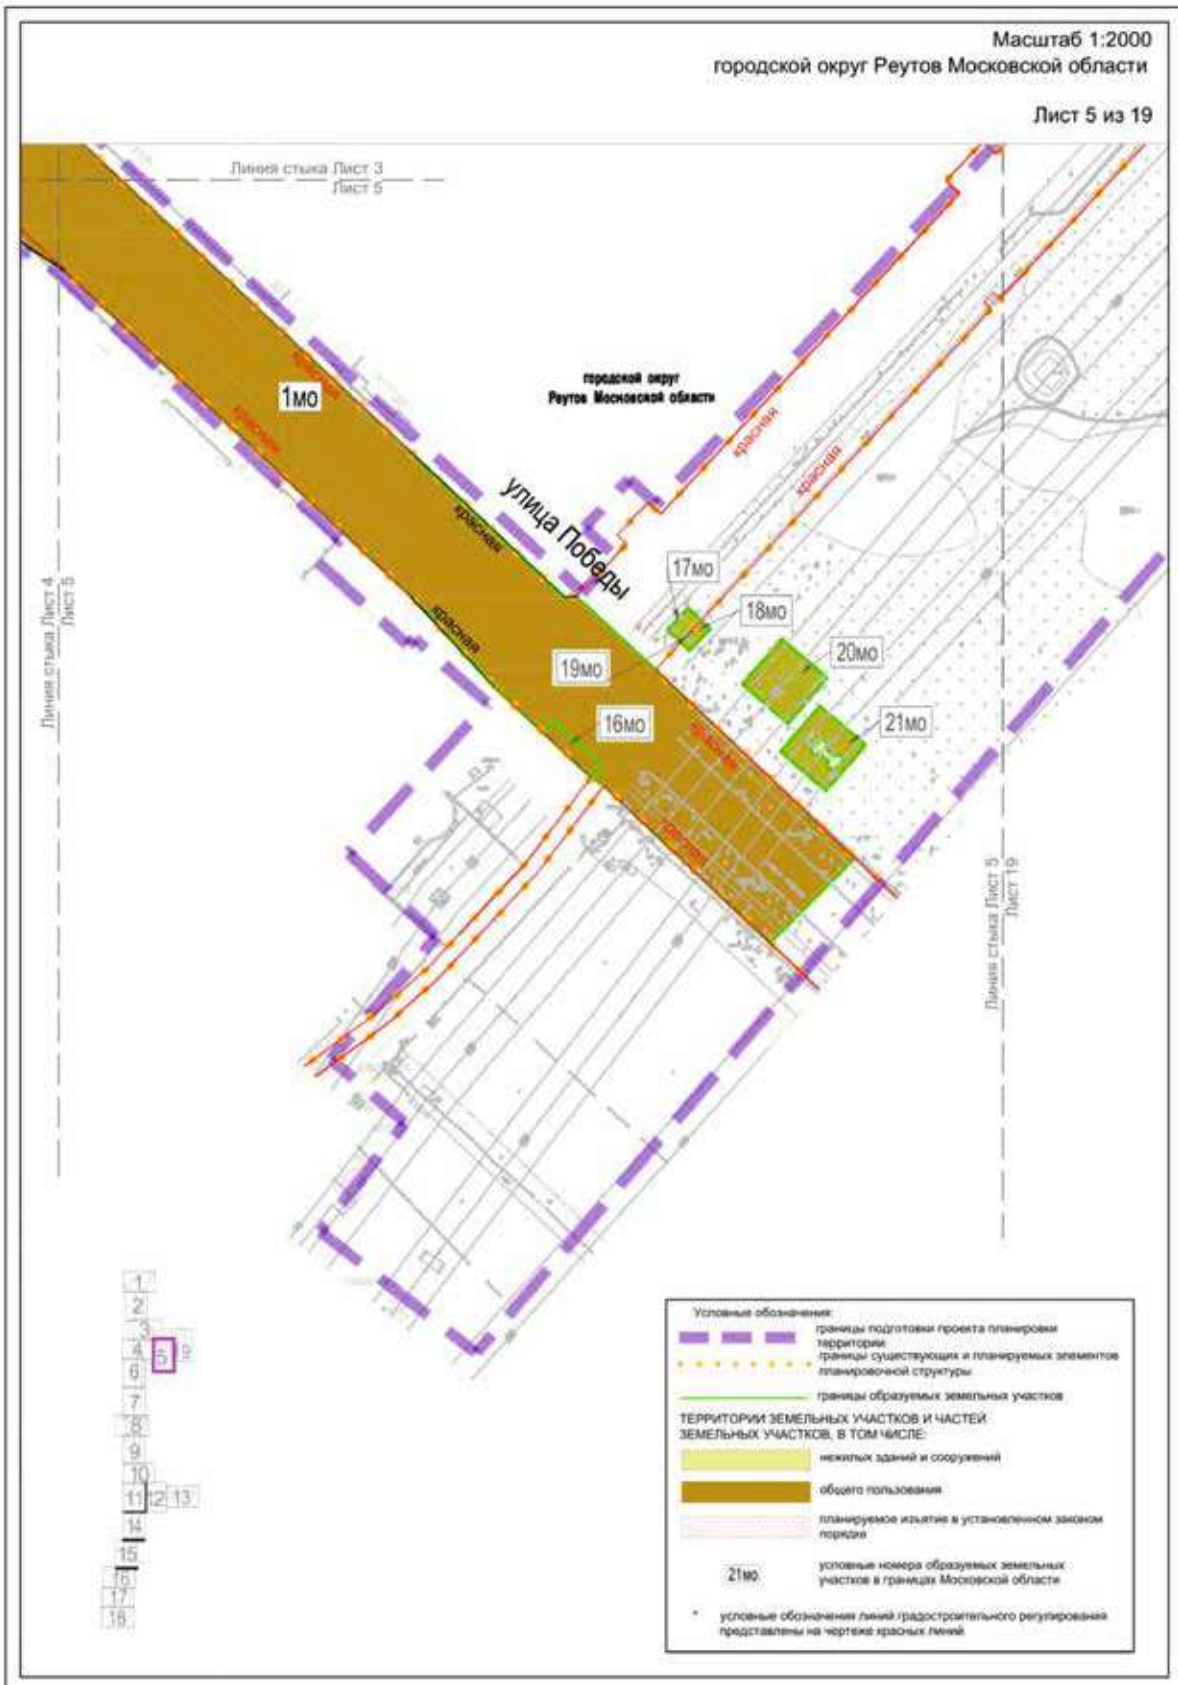 Масштаб 1:2000
городской округ Реутов Московской области
Лист 5 из 19
Линия стыка Лист 3
Лист 5
1мо
красная
красная
городской округ
Реутов Московской области
красная
красная
улица Победы
красная
красная
17мо
18мо
19мо
20мо
16мо
21мо
красная
красная
Линия стыка Лист 4
Лист 5
Линия стыка Лист 5
Лист 19
1
2
3
4
5
6
7
8
9
10
11
12
13
14
15
16
17
18
Условные обозначения:
границы подготовки проекта планировки
территории
границы существующих и планируемых элементов
планировочной структуры
границы образуемых земельных участков
ТЕРРИТОРИИ ЗЕМЕЛЬНЫХ УЧАСТКОВ И ЧАСТЕЙ
ЗЕМЕЛЬНЫХ УЧАСТКОВ, В ТОМ ЧИСЛЕ:
нежилых зданий и сооружений
общего пользования
планируемое изъятие в установленном законом
порядке
21мо
условные номера образуемых земельных
участков в границах Московской области
* условные обозначения линий градостроительного регулирования
представлены на чертеже красных линий